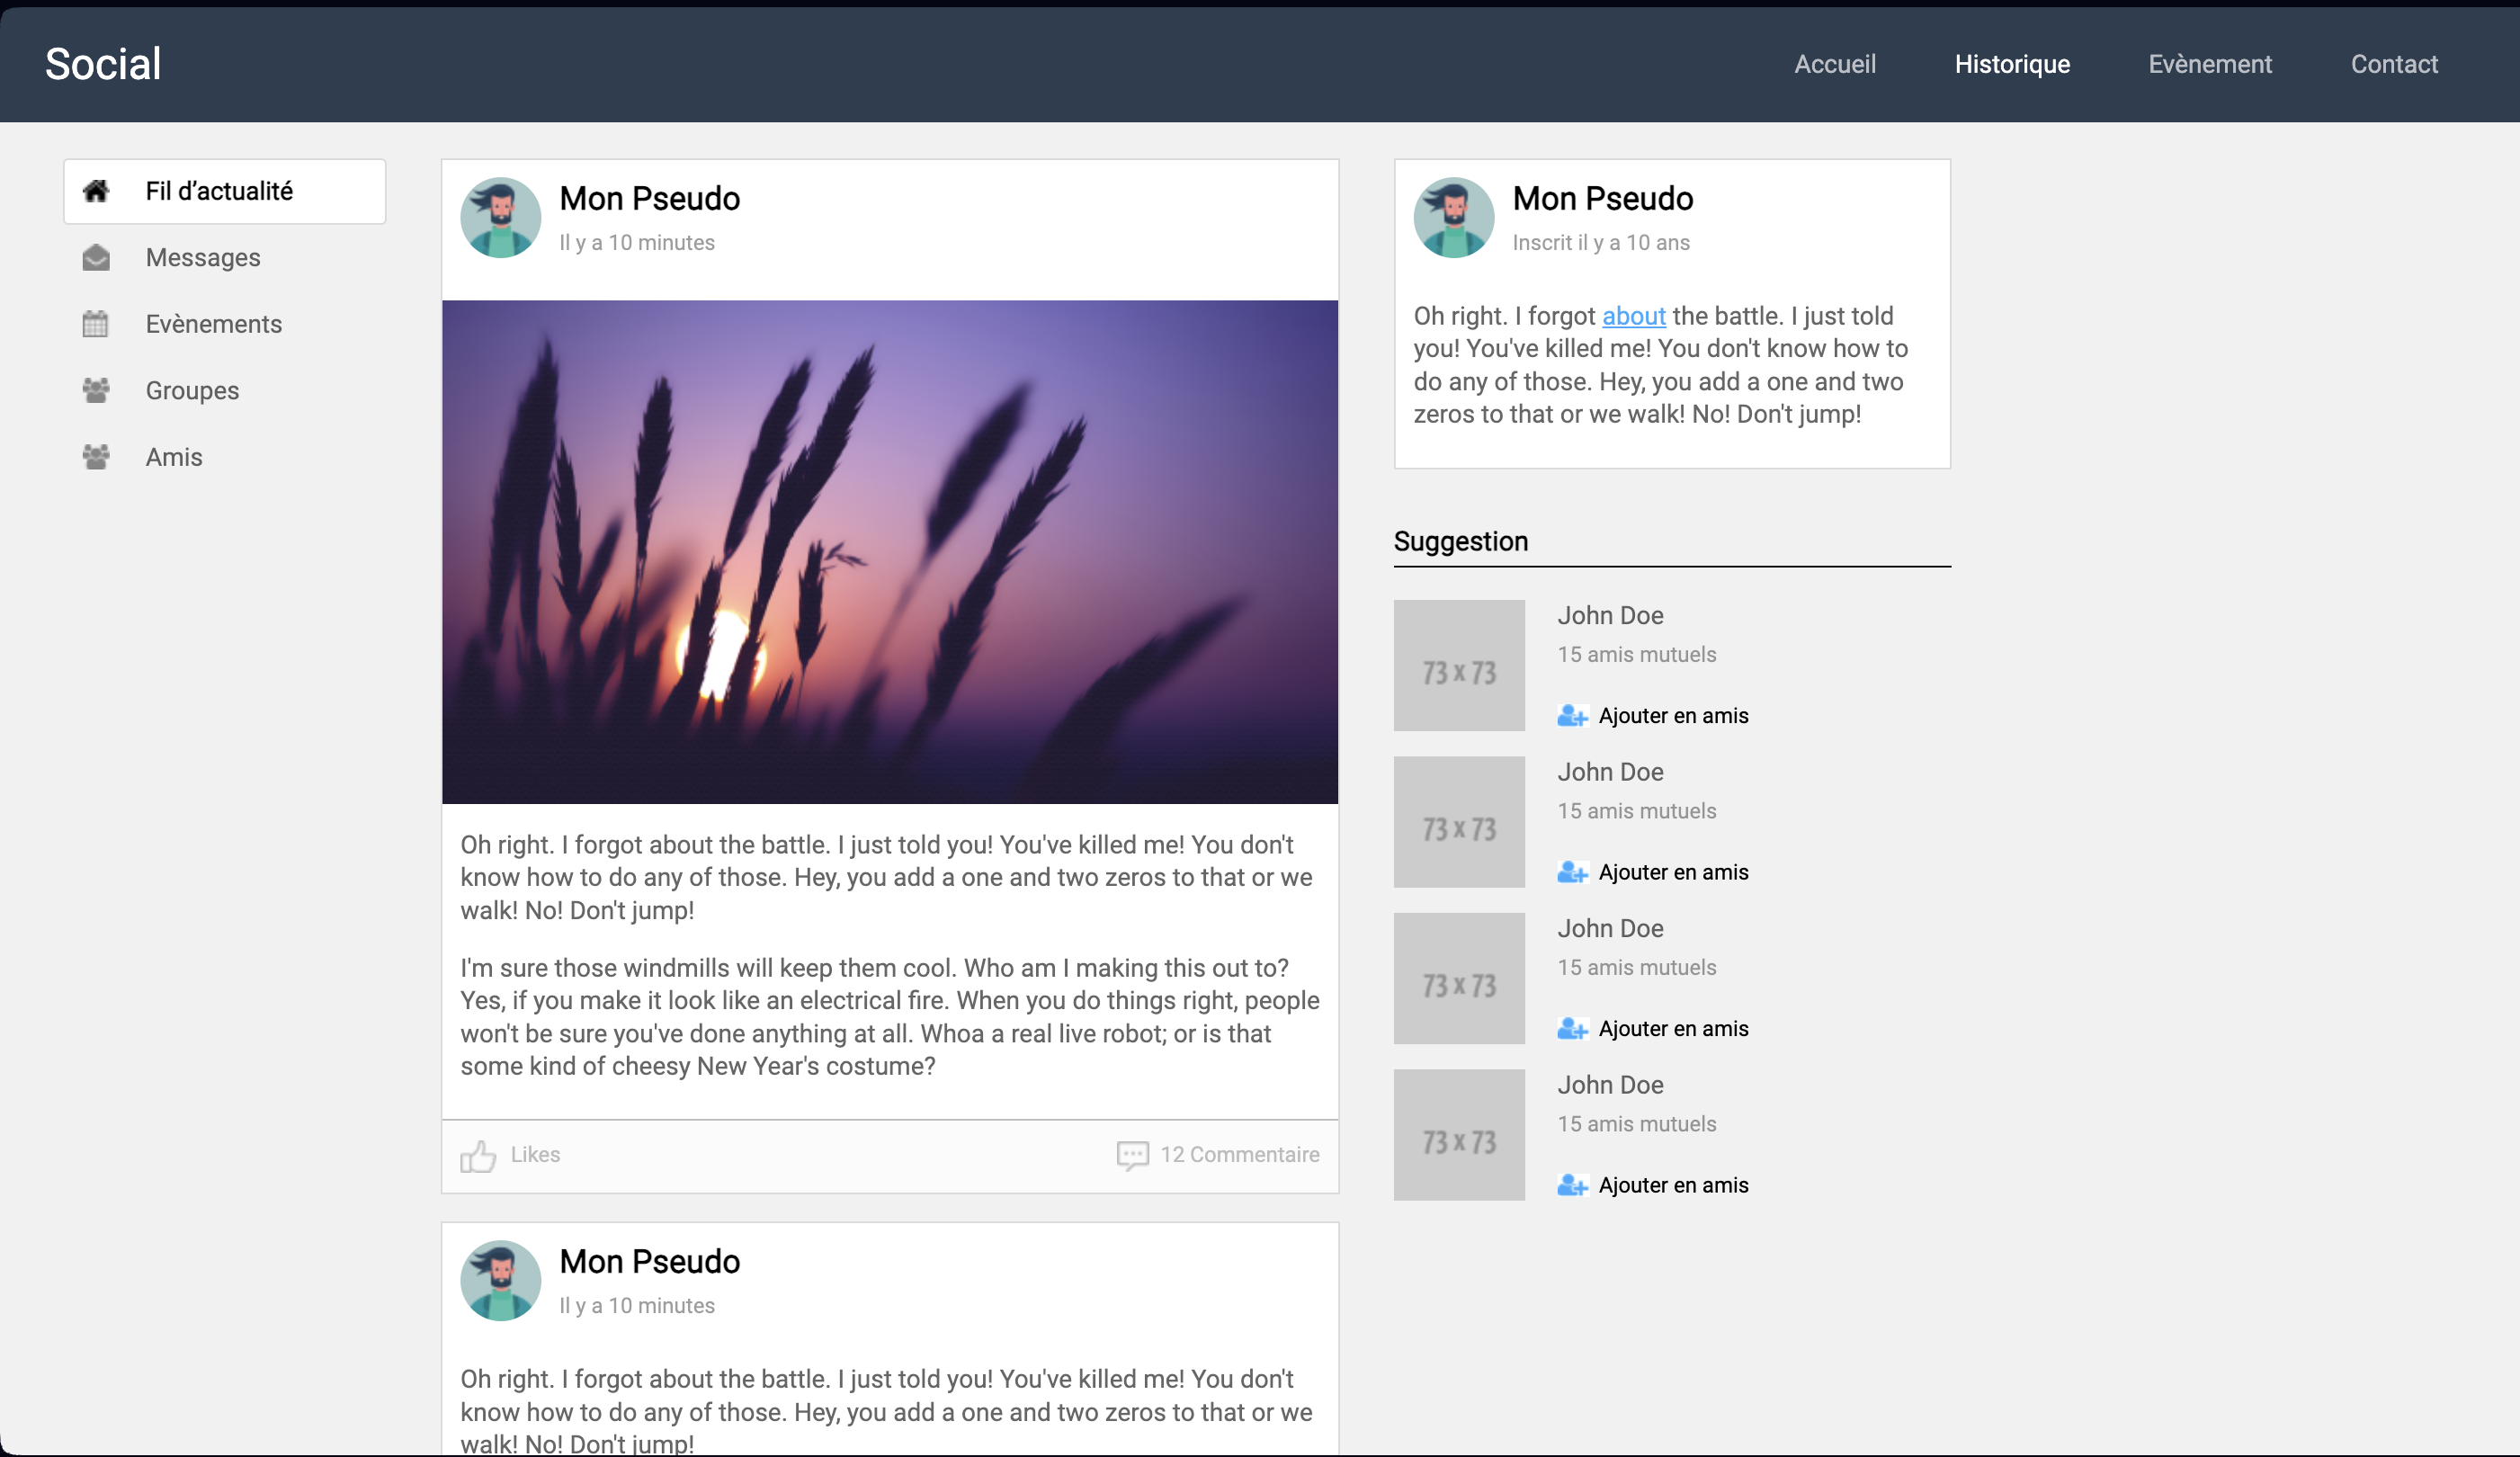 Social
Accueil
Historique
Evènement
Contact
Fil d’actualité
Messages
Evènements
Groupes
Amis
Mon Pseudo
Il y a 10 minutes
Oh right. I forgot about the battle. I just told you! You've killed me! You don't
know how to do any of those. Hey, you add a one and two zeros to that or we
walk! No! Don't jump!
I'm sure those windmills will keep them cool. Who am I making this out to?
Yes, if you make it look like an electrical fire. When you do things right, people
won't be sure you've done anything at all. Whoa a real live robot; or is that
some kind of cheesy New Year's costume?
Likes
12 Commentaire
Mon Pseudo
Il y a 10 minutes
Oh right. I forgot about the battle. I just told you! You've killed me! You don't
know how to do any of those. Hey, you add a one and two zeros to that or we
walk! No! Don't jump!
Mon Pseudo
Inscrit il y a 10 ans
Oh right. I forgot about the battle. I just told
you! You've killed me! You don't know how to
do any of those. Hey, you add a one and two
zeros to that or we walk! No! Don't jump!
Suggestion
73 x 73
John Doe
15 amis mutuels
Ajouter en amis
73 x 73
John Doe
15 amis mutuels
Ajouter en amis
73 x 73
John Doe
15 amis mutuels
Ajouter en amis
73 x 73
John Doe
15 amis mutuels
Ajouter en amis